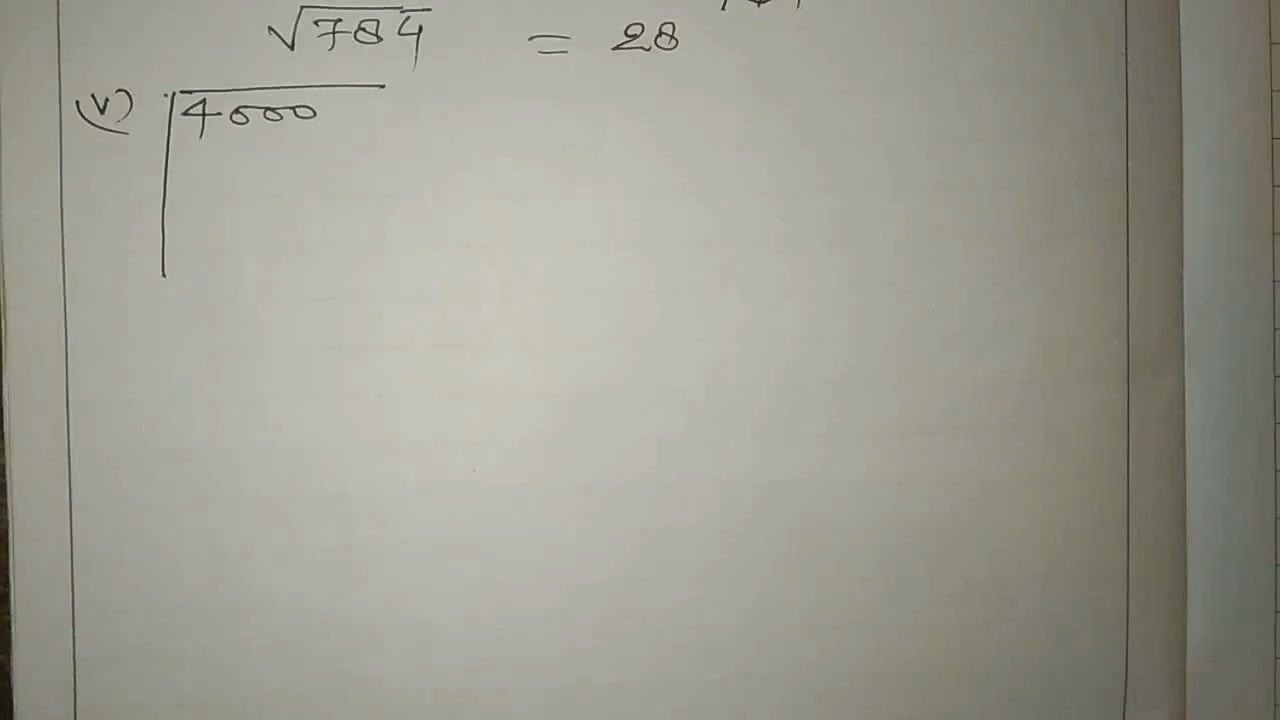 √784 = 28
(v) 4000